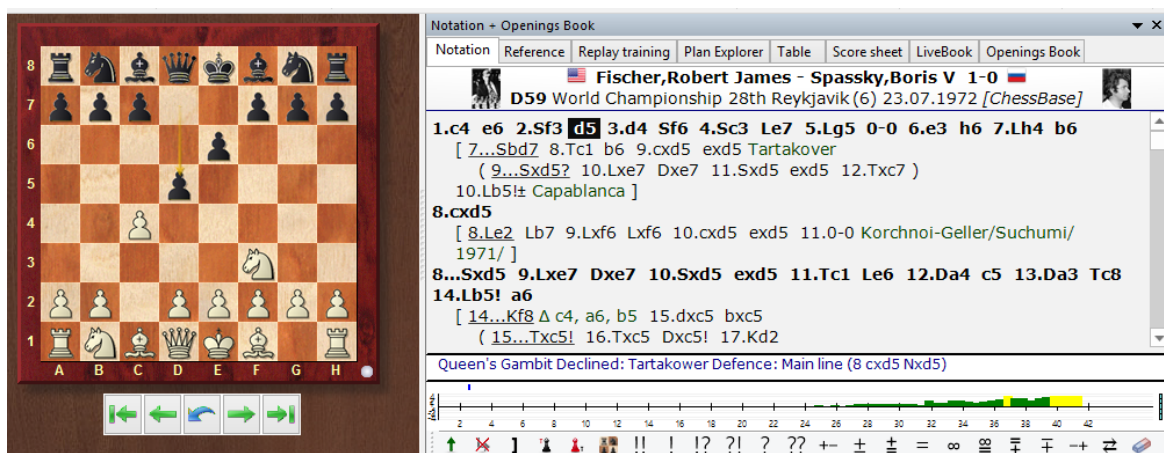 Notation + Openings Book
Notation Reference Replay training Plan Explorer Table Score sheet LiveBook Openings Book
Fischer,Robert James - Spassky,Boris V 1-0
D59 World Championship 28th Reykjavik (6) 23.07.1972 [ChessBase]
8
7
6
5
4
3
2
1
A B C D E F G H
1.c4 e6 2.Sf3 d5 3.d4 Sf6 4.Sc3 Le7 5.Lg5 0-0 6.e3 h6 7.Lh4 b6
[ 7...Sbd7 8.Tc1 b6 9.cxd5 exd5 Tartakover
( 9...Sxd5? 10.Lxe7 Dxe7 11.Sxd5 exd5 12.Txc7 )
10.Lb5!± Capablanca ]
8.cxd5
[ 8.Le2 Lb7 9.Lxf6 Lxf6 10.cxd5 exd5 11.0-0 Korchnoi-Geller/Suchumi/
1971/ ]
8...Sxd5 9.Lxe7 Dxe7 10.Sxd5 exd5 11.Tc1 Le6 12.Da4 c5 13.Da3 Tc8
14.Lb5! a6
[ 14...Kf8 Δ c4, a6, b5 15.dxc5 bxc5
( 15...Txc5! 16.Txc5 Dxc5! 17.Kd2
Queen's Gambit Declined: Tartakower Defence: Main line (8 cxd5 Nxd5)
2 4 6 8 10 12 14 16 18 20 22 24 26 28 30 32 34 36 38 40 42
] !! ! !? ?! ? ?? +- ± ⩲ = ∞ ≅ ∓ ∓ -+ ⇄